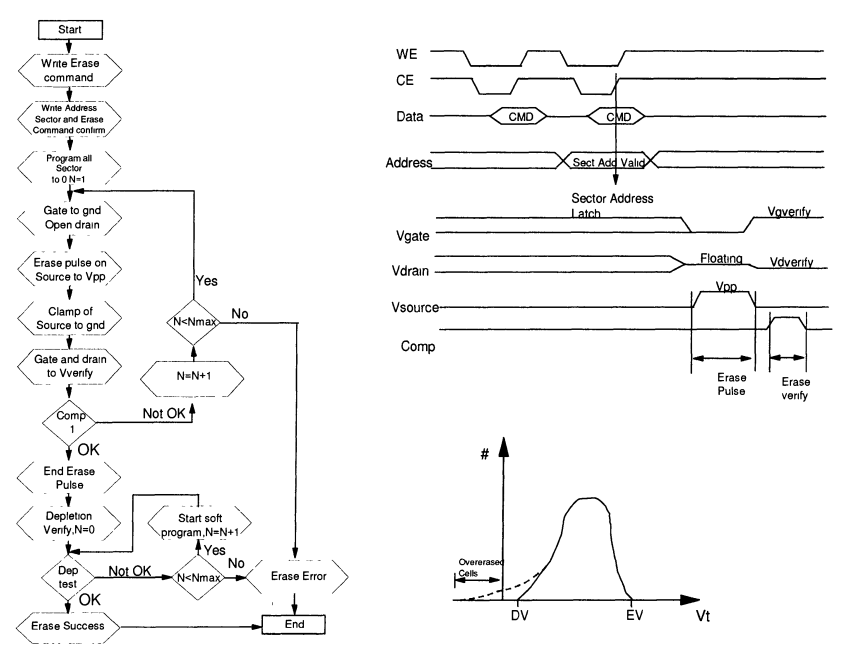 Start
Write Erase
command
Write Address
Sector and Erase
Command confirm
Program all
Sector
to 0 N=1
Gate to gnd
Open drain
Erase pulse on
Source to Vpp
Clamp of
Source to gnd
Gate and drain
to Vverify
Comp
1
Not OK
OK
N=N+1
N<Nmax
Yes
No
End Erase
Pulse
Depletion
Verify,N=0
Start soft
program,N=N+1
Dep
test
Not OK
N<Nmax
Yes
No
Erase Error
OK
Erase Success
End
WE
CE
Data
CMD
CMD
Address
Sect Add Valid
Sector Address
Latch
Vgate
Vgverify
Vdrain
Floating
Vdverify
Vsource
Vpp
Comp
Erase
Pulse
Erase
verify
#
Overerased
Cells
DV
EV
Vt